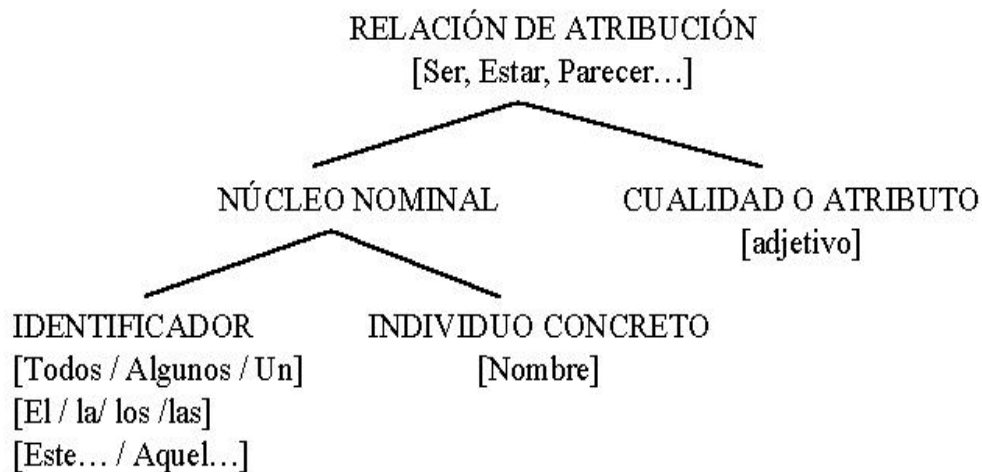 RELACIÓN DE ATRIBUCIÓN
[Ser, Estar, Parecer…]
NÚCLEO NOMINAL
CUALIDAD O ATRIBUTO
[adjetivo]
IDENTIFICADOR
[Todos / Algunos / Un]
[El / la/ los /las]
[Este… / Aquel…]
INDIVIDUO CONCRETO
[Nombre]